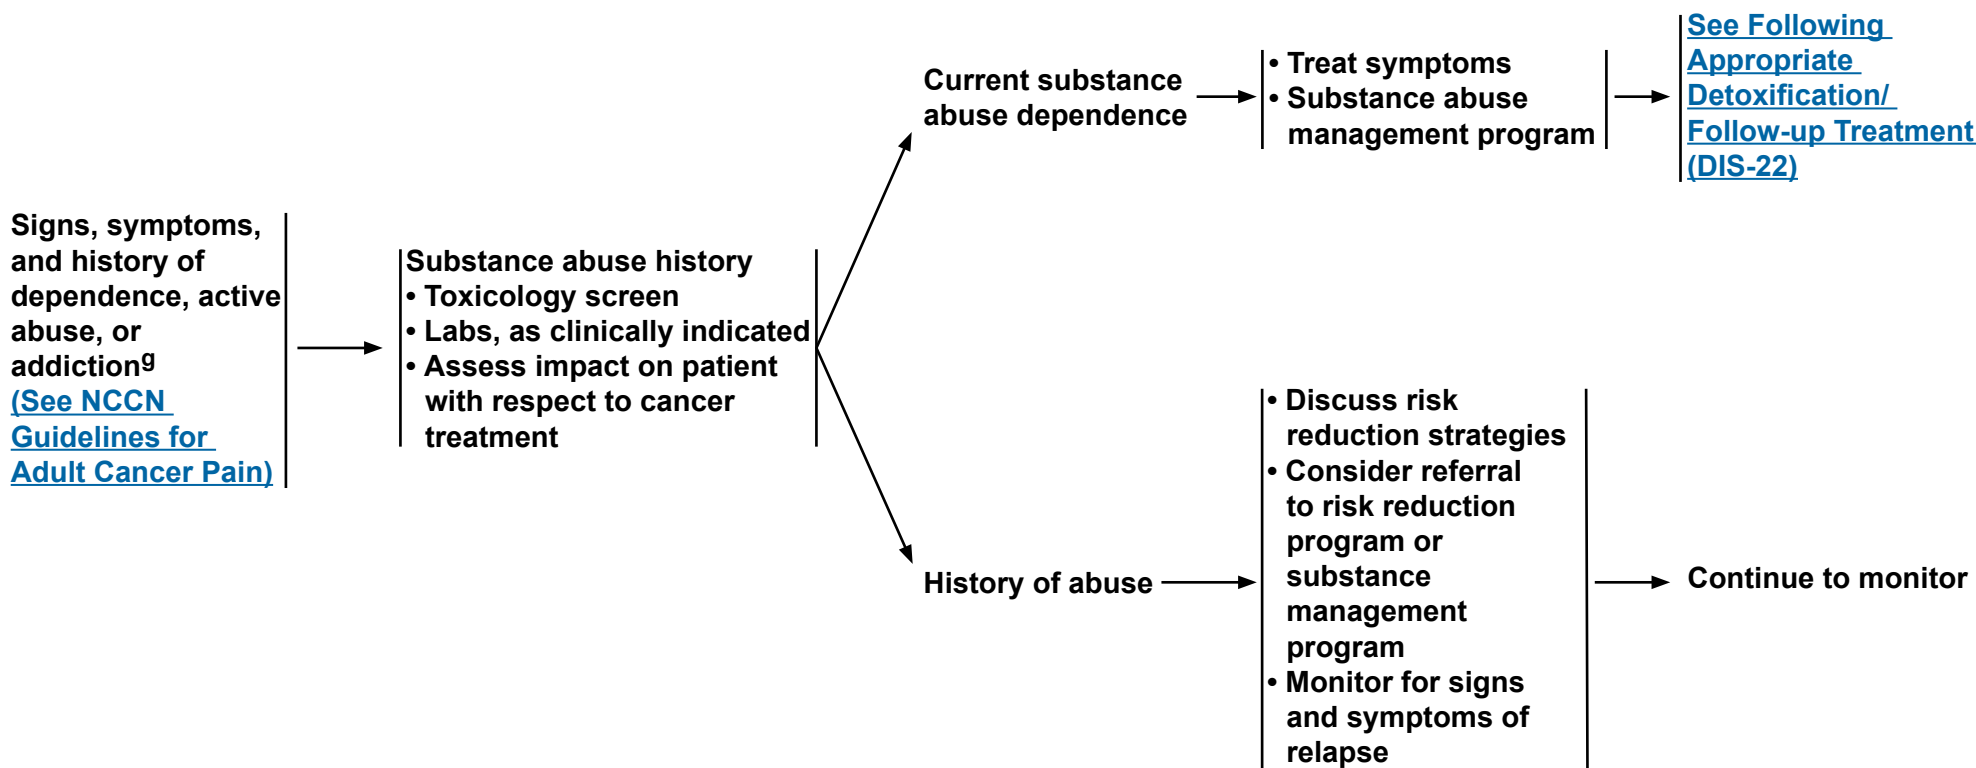 Signs, symptoms,
and history of
dependence, active
abuse, or
addictiong
(See NCCN
Guidelines for
Adult Cancer Pain)
Substance abuse history
• Toxicology screen
• Labs, as clinically indicated
• Assess impact on patient
with respect to cancer
treatment
Current substance
abuse dependence
• Treat symptoms
• Substance abuse
management program
See Following
Appropriate
Detoxification/
Follow-up Treatment
(DIS-22)
History of abuse
• Discuss risk
reduction strategies
• Consider referral
to risk reduction
program or
substance
management
program
• Monitor for signs
and symptoms of
relapse
Continue to monitor